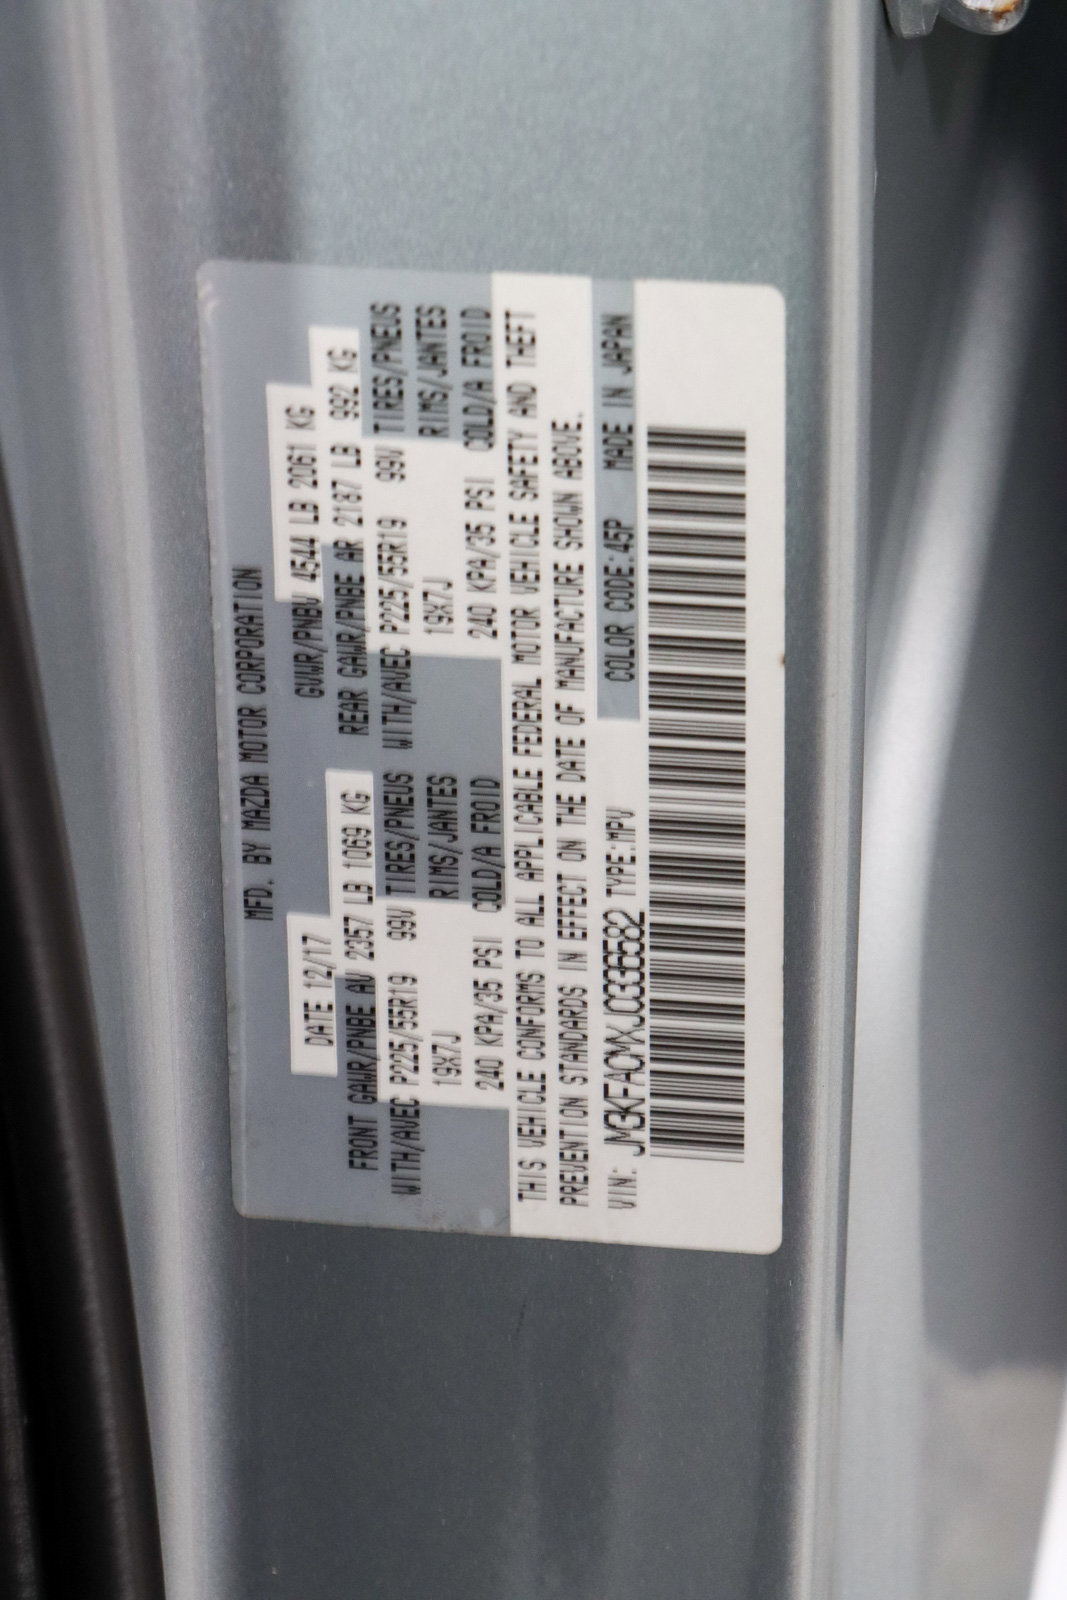 MFD. BY MAZDA MOTOR CORPORATION
DATE 12/17 GVWR/PNBV 4544 LB 2061 KG
FRONT GAWR/PNBE AV 2357 LB 1069 KG REAR GAWR/PNBE AR 2187 LB 992 KG
WITH/AVEC P225/55R19 99V TIRES/PNEUS WITH/AVEC P225/55R19 99V TIRES/PNEUS
19X7J RIMS/JANTES 19X7J RIMS/JANTES
240 KPA/35 PSI COLD/A FROID 240 KPA/35 PSI COLD/A FROID
THIS VEHICLE CONFORMS TO ALL APPLICABLE FEDERAL MOTOR VEHICLE SAFETY AND THEFT
PREVENTION STANDARDS IN EFFECT ON THE DATE OF MANUFACTURE SHOWN ABOVE.
VIN: JM3KFACMXJ0336582 TYPE:MPV COLOR CODE:45P MADE IN JAPAN